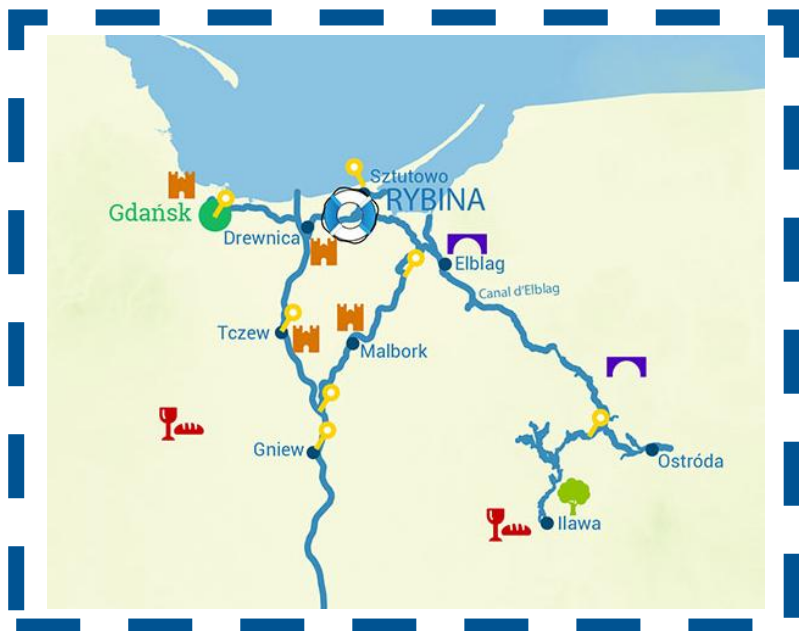 Sztutowo
RYBINA
Gdańsk
Drewnica
Elblag
Canal d'Elblag
Tczew
Malbork
Gniew
Ostróda
Ilawa